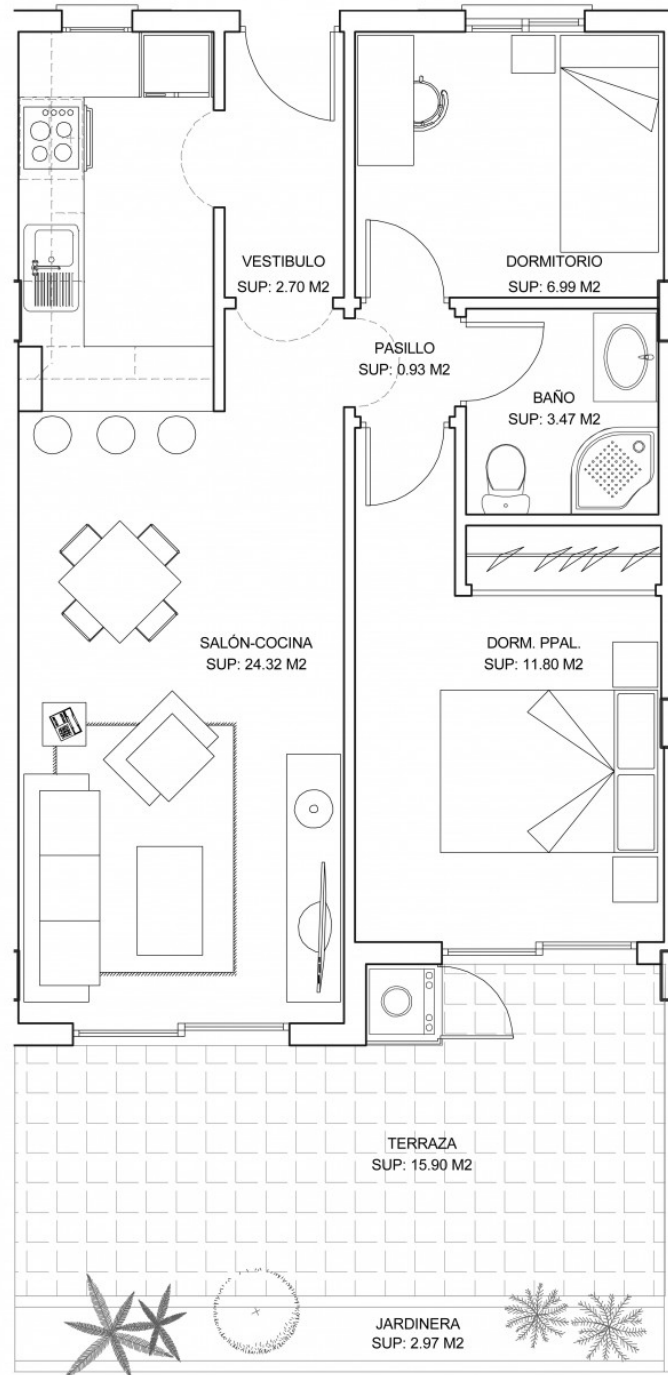 VESTIBULO
SUP: 2.70 M2
DORMITORIO
SUP: 6.99 M2
PASILLO
SUP: 0.93 M2
BAÑO
SUP: 3.47 M2
SALÓN-COCINA
SUP: 24.32 M2
DORM. PPAL.
SUP: 11.80 M2
TERRAZA
SUP: 15.90 M2
JARDINERA
SUP: 2.97 M2